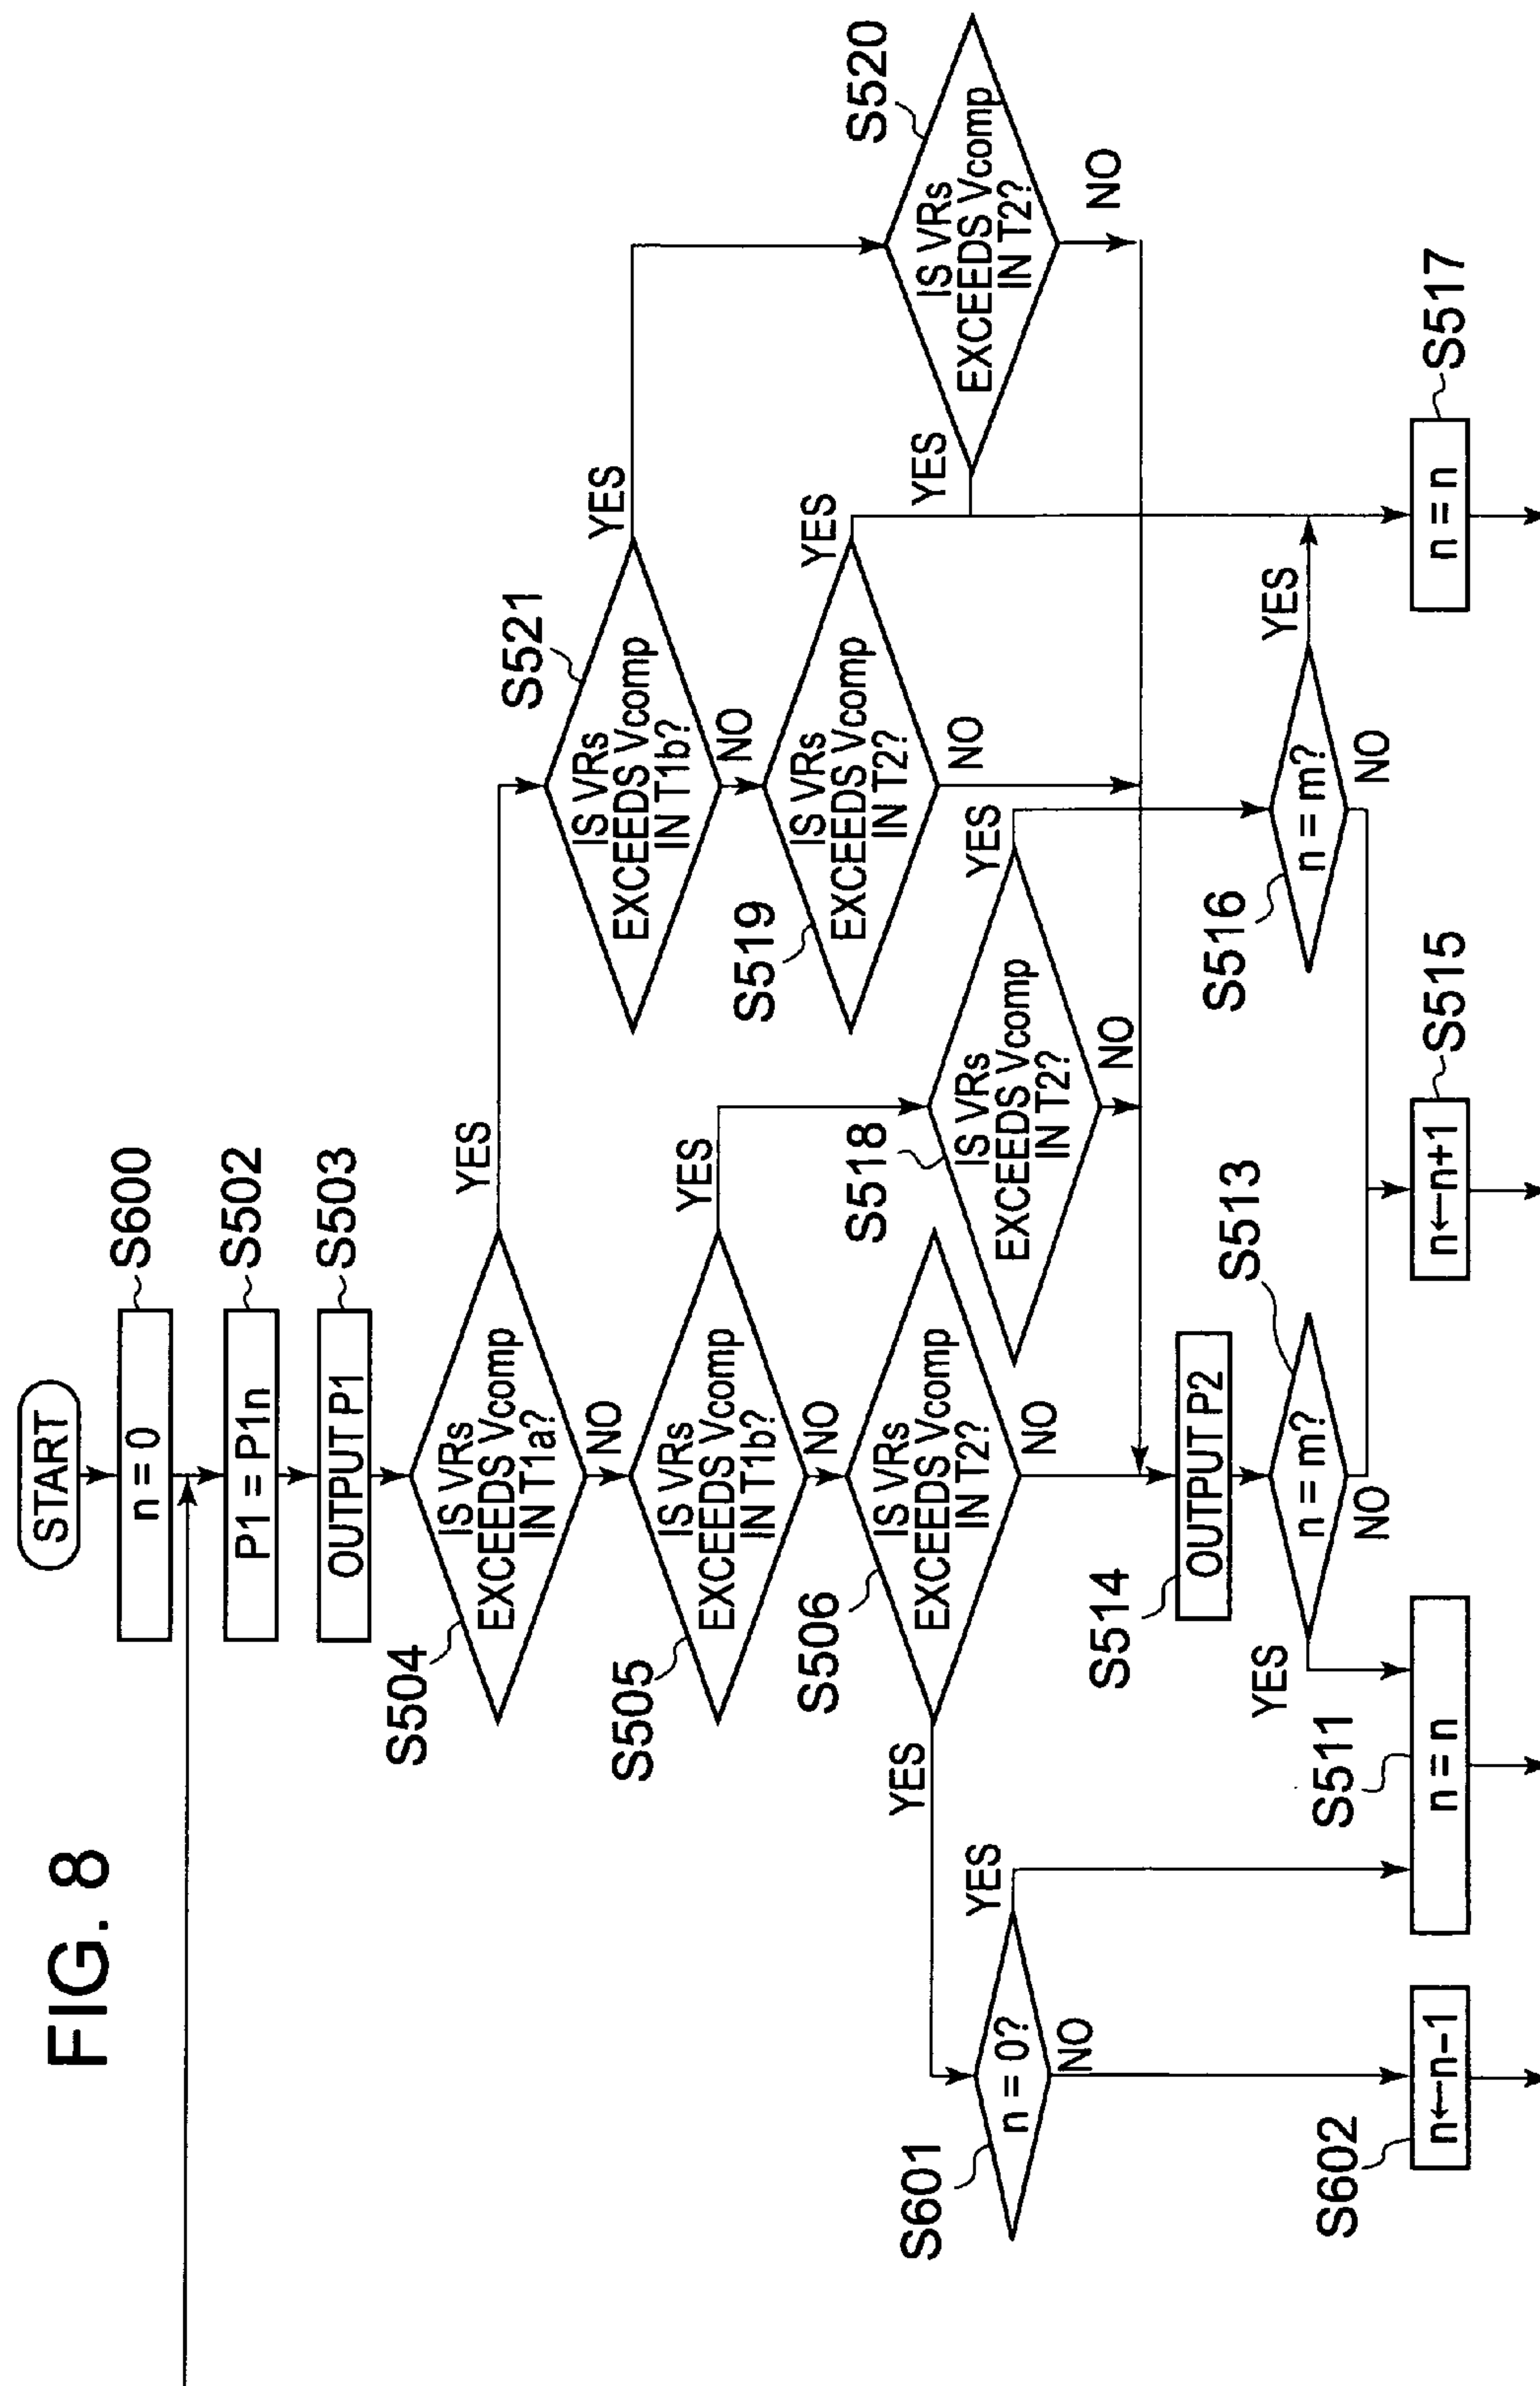 FIG. 8
START
n = 0
S600
P1 = P1n
S502
OUTPUT P1
S503
S504
IS VRs
EXCEEDS Vcomp
IN T1a?
YES
NO
S521
IS VRs
EXCEEDS Vcomp
IN T1b?
YES
NO
S505
IS VRs
EXCEEDS Vcomp
IN T1b?
YES
NO
S519
IS VRs
EXCEEDS Vcomp
IN T2?
YES
NO
S520
IS VRs
EXCEEDS Vcomp
IN T2?
YES
NO
S506
IS VRs
EXCEEDS Vcomp
IN T2?
YES
NO
S518
IS VRs
EXCEEDS Vcomp
IN T2?
YES
NO
S601
n = 0?
YES
NO
S514
OUTPUT P2
S513
n = m?
YES
NO
S516
n = m?
YES
NO
S602
n←n-1
S511
n = n
n←n+1
S515
n = n
S517